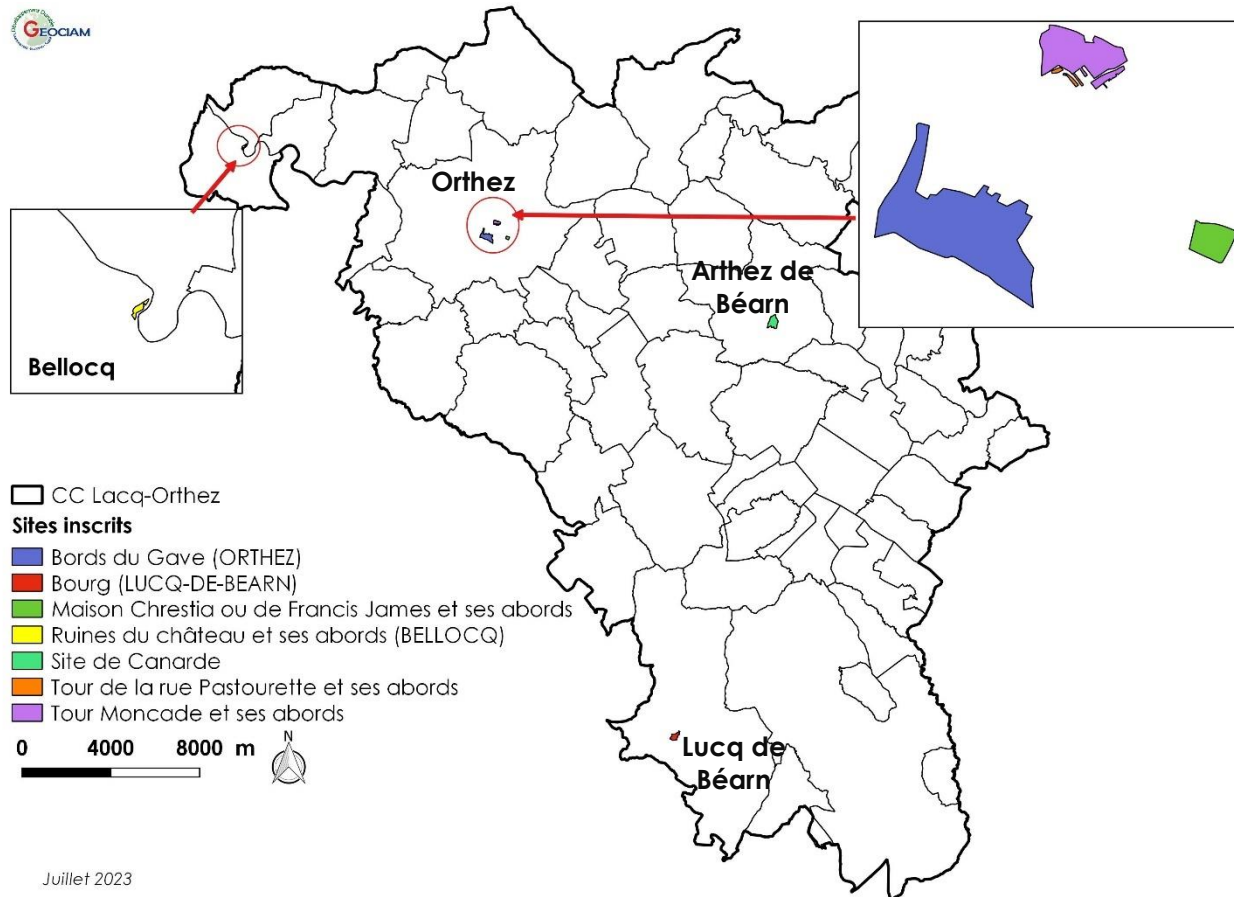 GEOCIAM
Orthez
Arthez de
Béarn
Bellocq
CC Lacq-Orthez
Sites inscrits
Bords du Gave (ORTHEZ)
Bourg (LUCQ-DE-BEARN)
Maison Chrestia ou de Francis James et ses abords
Ruines du château et ses abords (BELLOCQ)
Site de Canarde
Tour de la rue Pastourette et ses abords
Tour Moncade et ses abords
0 4000 8000 m
N
Lucq de
Béarn
Juillet 2023